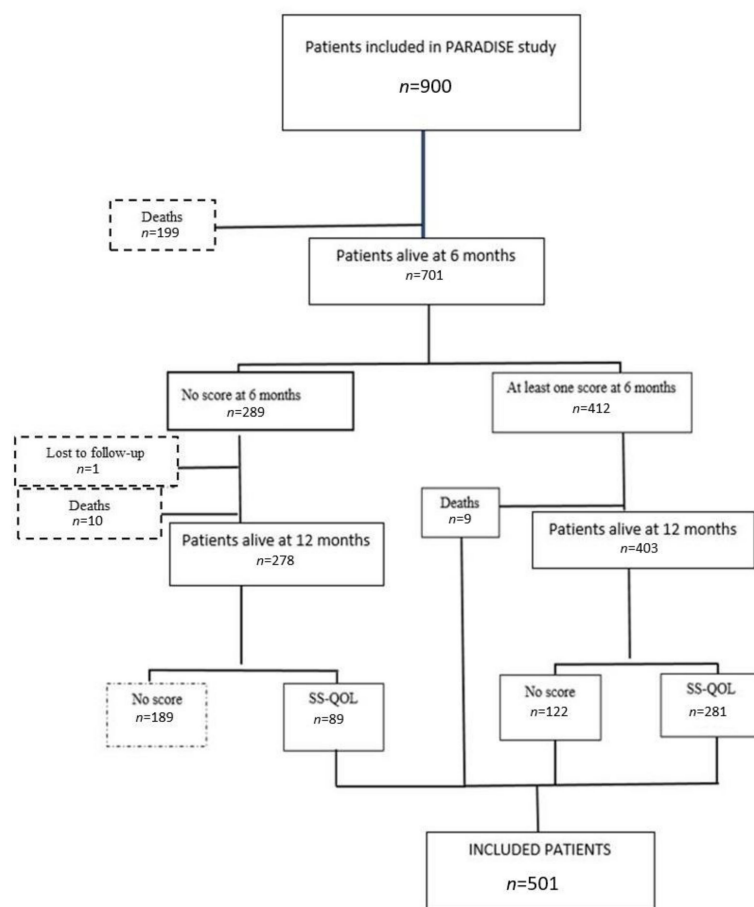 Patients included in PARADISE study
n=900
Deaths
n=199
Patients alive at 6 months
n=701
No score at 6 months
n=289
At least one score at 6 months
n=412
Lost to follow-up
n=1
Deaths
n=10
Deaths
n=9
Patients alive at 12 months
n=278
Patients alive at 12 months
n=403
No score
n=189
SS-QOL
n=89
No score
n=122
SS-QOL
n=281
INCLUDED PATIENTS
n=501